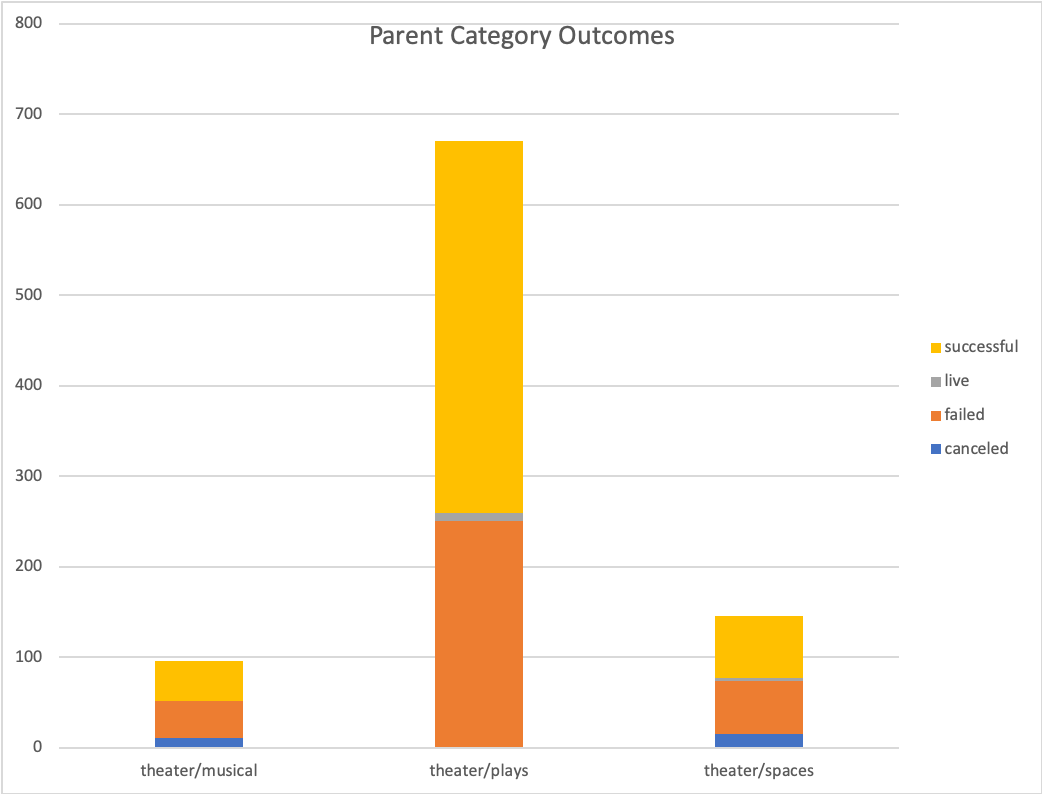 Parent Category Outcomes
800
700
600
500
400
300
200
100
0
theater/musical
theater/plays
theater/spaces
successful
live
failed
canceled